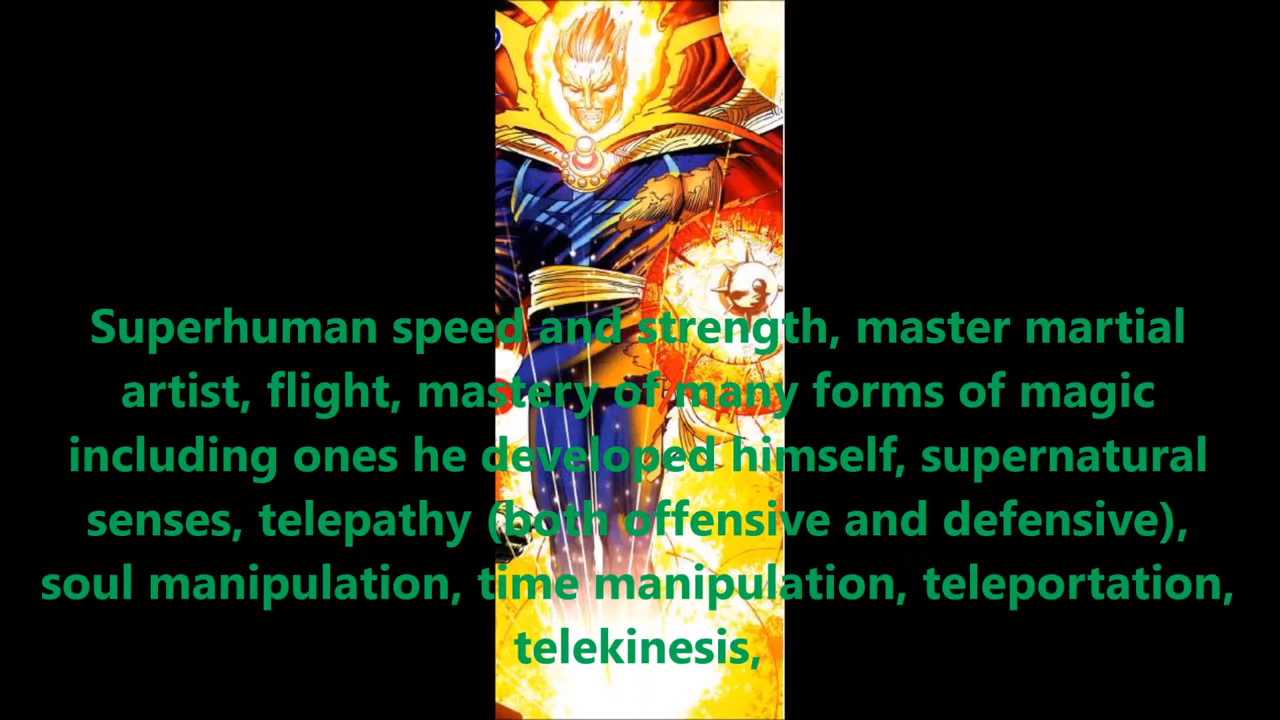 Superhuman speed and strength, master martial
artist, flight, mastery of many forms of magic
including ones he developed himself, supernatural
senses, telepathy (both offensive and defensive),
soul manipulation, time manipulation, teleportation,
telekinesis,